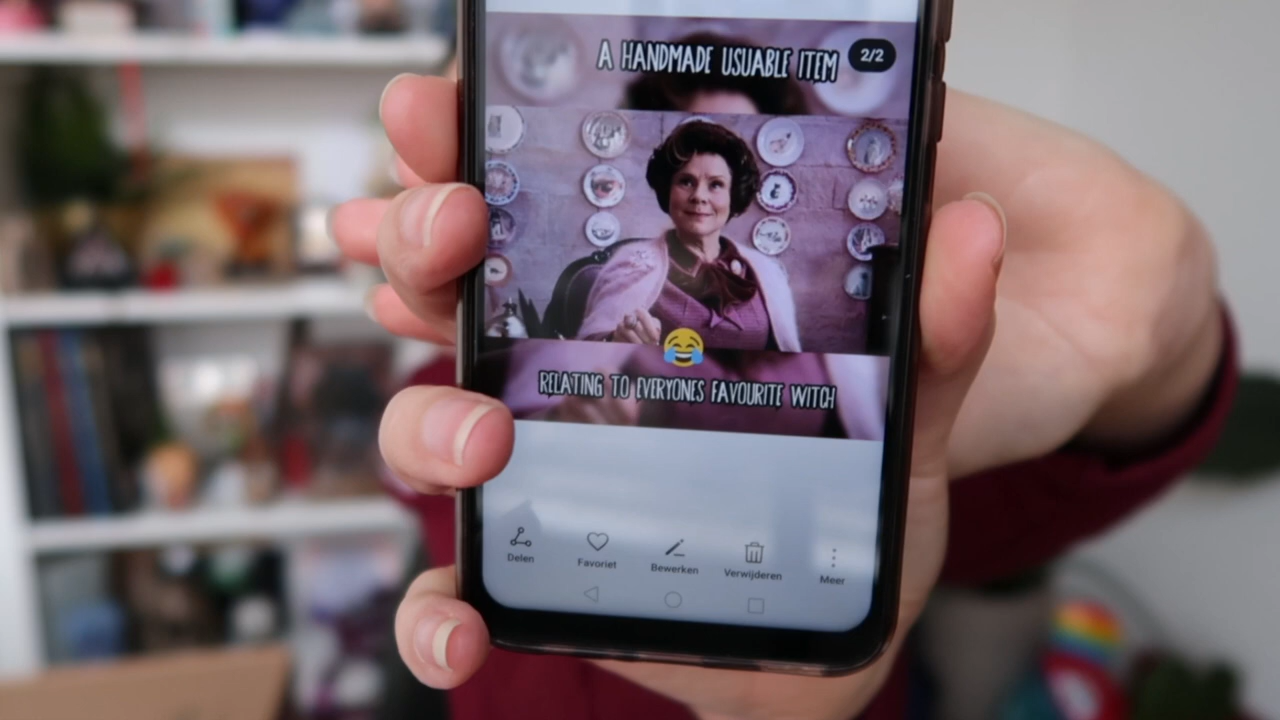 A HANDMADE USUABLE ITEM
2/2
RELATING TO EVERYONES FAVOURITE WITCH
Delen
Favoriet
Bewerken
Verwijderen
Meer